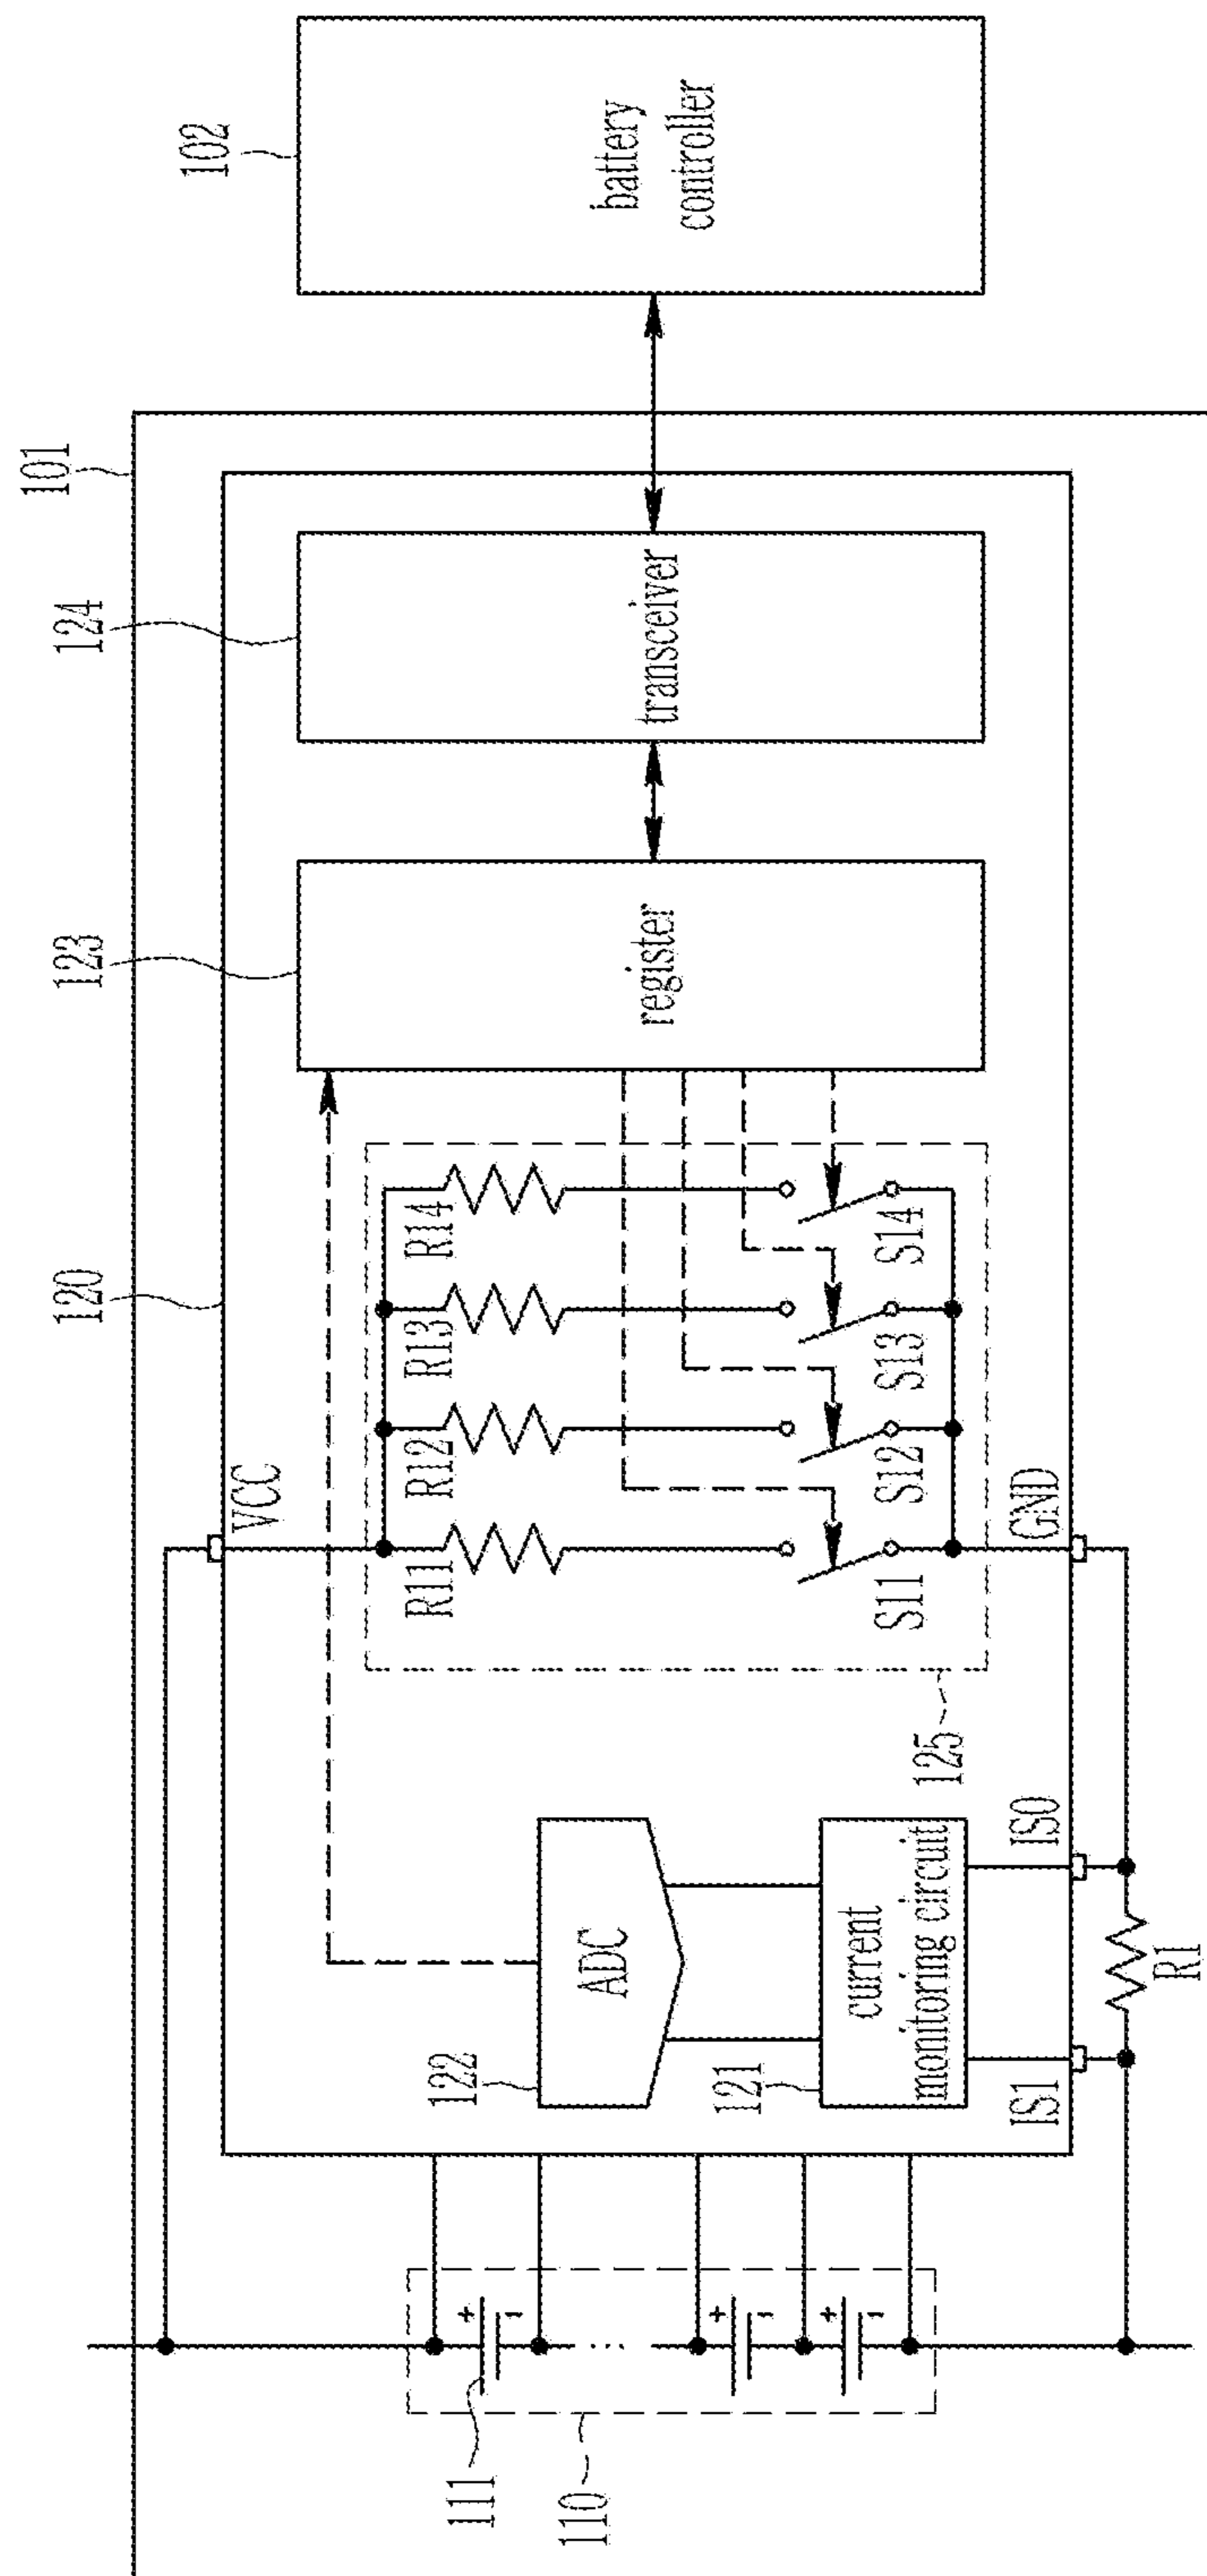 101
102
120
123
124
VCC
111
110
122
ADC
121
current
monitoring circuit
R11
R12
R13
R14
S11
S12
S13
S14
125
register
transceiver
battery
controller
+
-
+
-
+
-
...
IS1
IS0
GND
R1